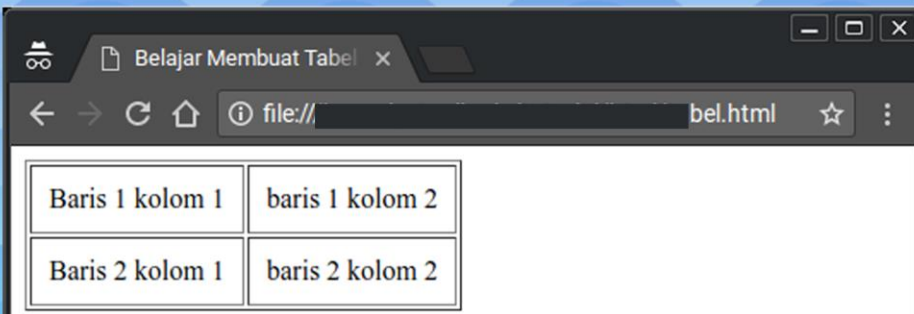 Belajar Membuat Tabel
file:/// bel.html
Baris 1 kolom 1 baris 1 kolom 2
Baris 2 kolom 1 baris 2 kolom 2